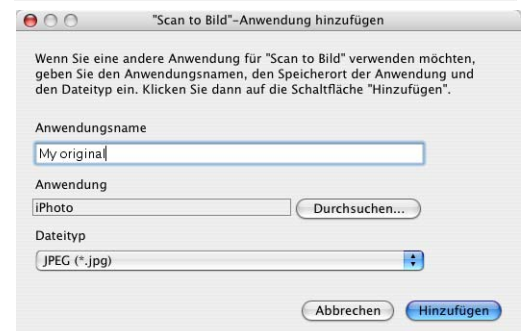 "Scan to Bild"-Anwendung hinzufügen
Wenn Sie eine andere Anwendung für "Scan to Bild" verwenden möchten,
geben Sie den Anwendungsnamen, den Speicherort der Anwendung und
den Dateityp ein. Klicken Sie dann auf die Schaltfläche "Hinzufügen".
Anwendungsname
My original
Anwendung
iPhoto
Durchsuchen...
Dateityp
JPEG (*.jpg)
Abbrechen
Hinzufügen